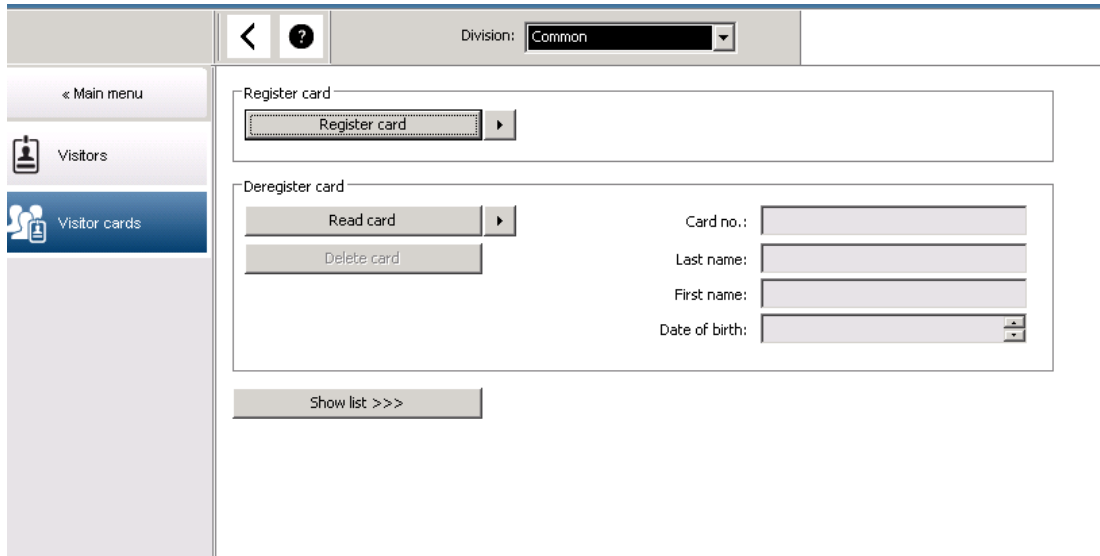 Division: Common
« Main menu
Visitors
Visitor cards
Register card
Register card
Deregister card
Read card
Delete card
Card no.:
Last name:
First name:
Date of birth:
Show list >>>